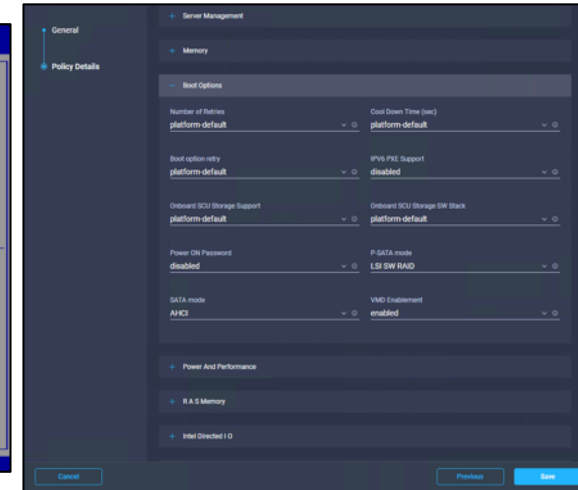 General
Policy Details
+ Server Management
+ Memory
− Boot Options
Number of Retries
platform-default
Cool Down Time (sec)
platform-default
Boot option retry
platform-default
IPV6 PXE Support
disabled
Onboard SCU Storage Support
platform-default
Onboard SCU Storage SW Stack
platform-default
Power ON Password
disabled
P-SATA mode
LSI SW RAID
SATA mode
AHCI
VMD Enablement
enabled
+ Power And Performance
+ R A S Memory
+ Intel Directed I O
Cancel
Previous
Save